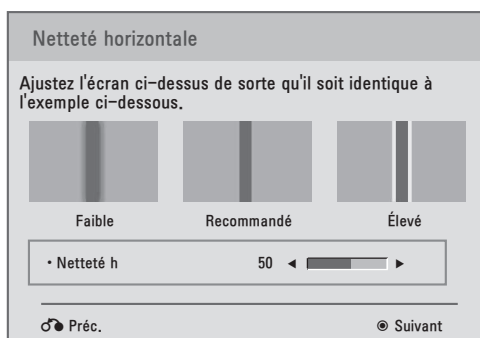 Netteté horizontale
Ajustez l'écran ci-dessus de sorte qu'il soit identique à
l'exemple ci-dessous.
Faible Recommandé Élevé
• Netteté h 50 ◄ ►
Préc. ◉ Suivant